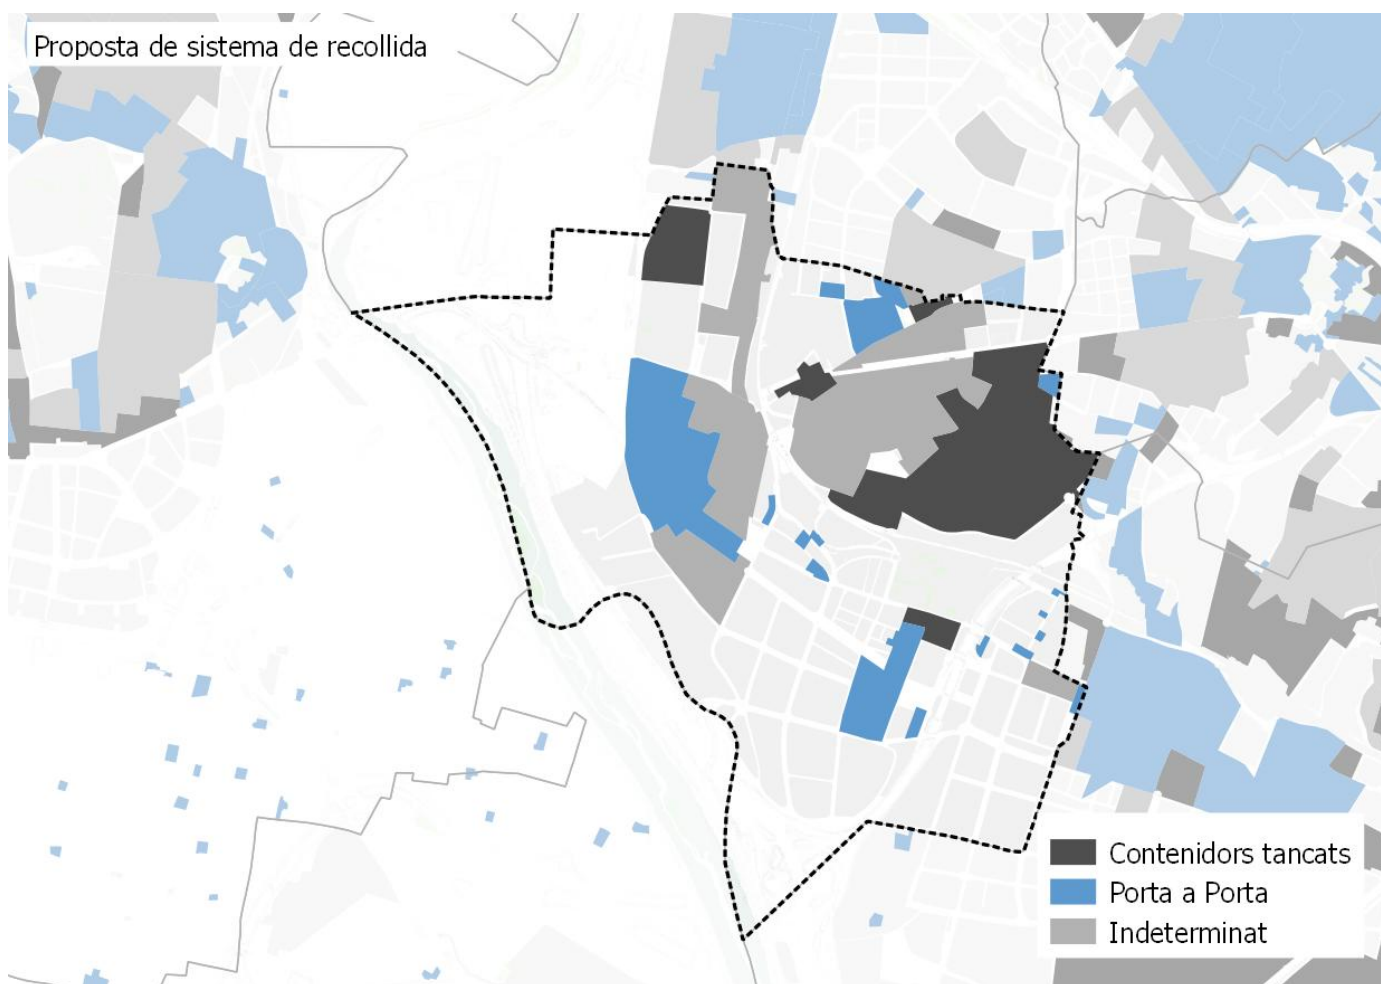 Proposta de sistema de recollida
Contenidors tancats
Porta a Porta
Indeterminat